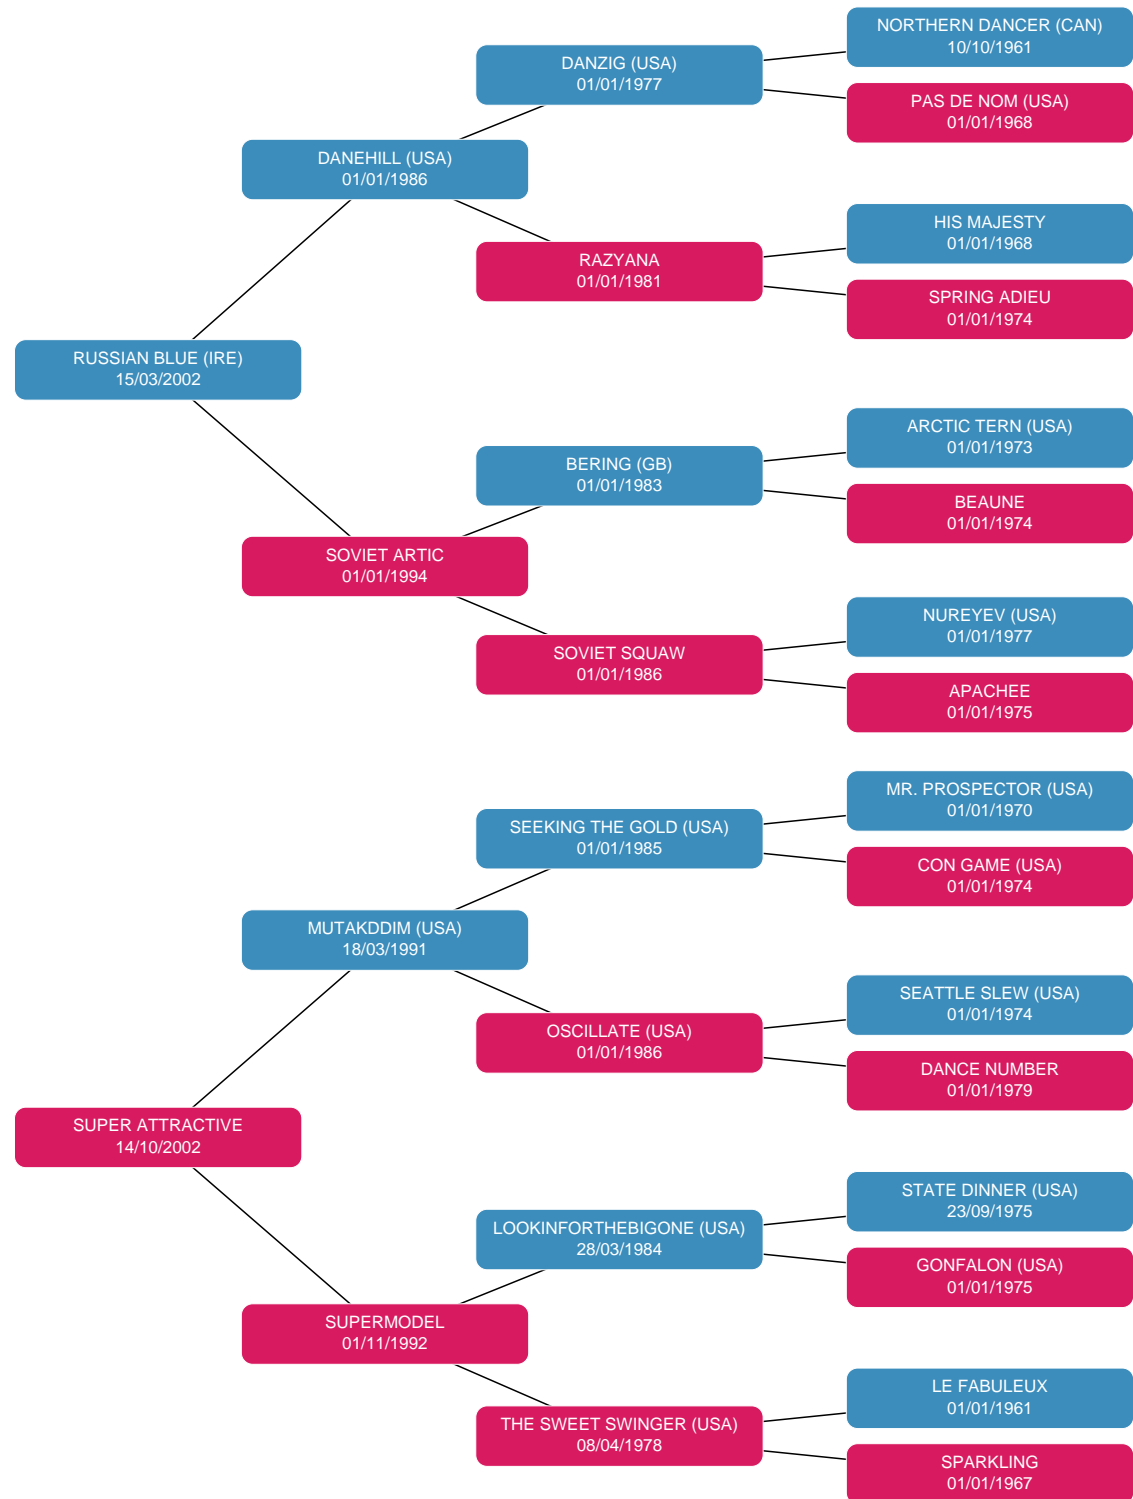 NORTHERN DANCER (CAN)
10/10/1961
DANZIG (USA)
01/01/1977
PAS DE NOM (USA)
01/01/1968
DANEHILL (USA)
01/01/1986
HIS MAJESTY
01/01/1968
RAZYANA
01/01/1981
SPRING ADIEU
01/01/1974
RUSSIAN BLUE (IRE)
15/03/2002
ARCTIC TERN (USA)
01/01/1973
BERING (GB)
01/01/1983
BEAUNE
01/01/1974
SOVIET ARTIC
01/01/1994
NUREYEV (USA)
01/01/1977
SOVIET SQUAW
01/01/1986
APACHEE
01/01/1975
MR. PROSPECTOR (USA)
01/01/1970
SEEKING THE GOLD (USA)
01/01/1985
CON GAME (USA)
01/01/1974
MUTAKDDIM (USA)
18/03/1991
SEATTLE SLEW (USA)
01/01/1974
OSCILLATE (USA)
01/01/1986
DANCE NUMBER
01/01/1979
SUPER ATTRACTIVE
14/10/2002
STATE DINNER (USA)
23/09/1975
LOOKINFORTHEBIGONE (USA)
28/03/1984
GONFALON (USA)
01/01/1975
SUPERMODEL
01/11/1992
LE FABULEUX
01/01/1961
THE SWEET SWINGER (USA)
08/04/1978
SPARKLING
01/01/1967